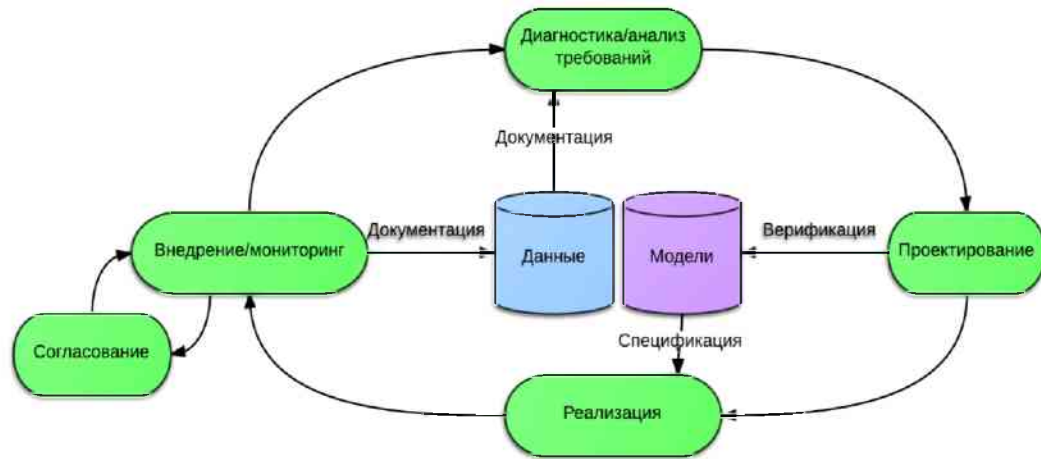 Диагностика/анализ
требований
Документация
Документация
Верификация
Внедрение/мониторинг
Данные
Модели
Проектирование
Спецификация
Согласование
Реализация